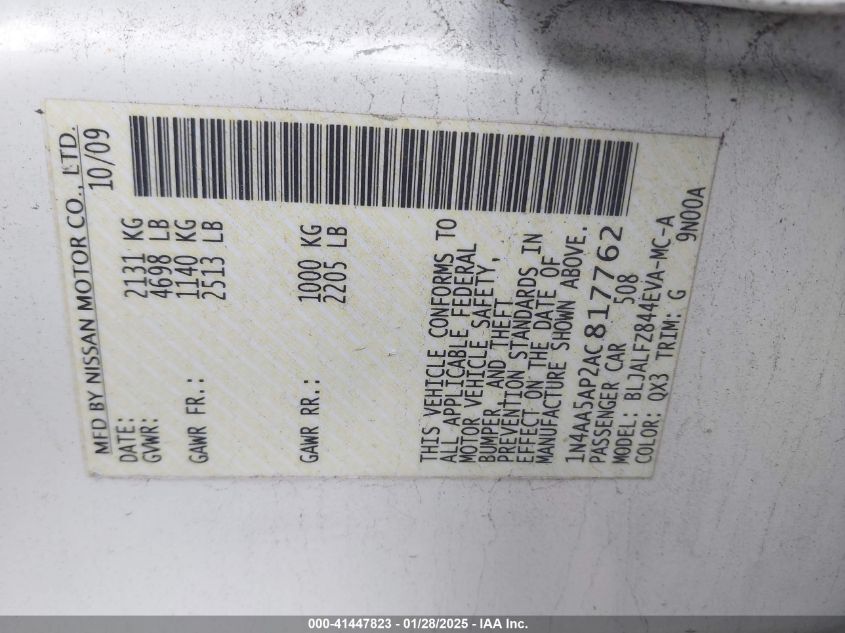 MFD BY NISSAN MOTOR CO., LTD.
DATE: 10/09
GVWR: 2131 KG
4698 LB
GAWR FR.: 1140 KG
2513 LB
GAWR RR.: 1000 KG
2205 LB
THIS VEHICLE CONFORMS TO
ALL APPLICABLE FEDERAL
MOTOR VEHICLE SAFETY,
BUMPER, AND THEFT
PREVENTION STANDARDS IN
EFFECT ON THE DATE OF
MANUFACTURE SHOWN ABOVE.
1N4AA5AP2AC817762
PASSENGER CAR 508
MODEL: BLJALFZ844EVA-MC-A
COLOR: QX3 TRIM: G 9N00A
000-41447823 - 01/28/2025 - IAA Inc.